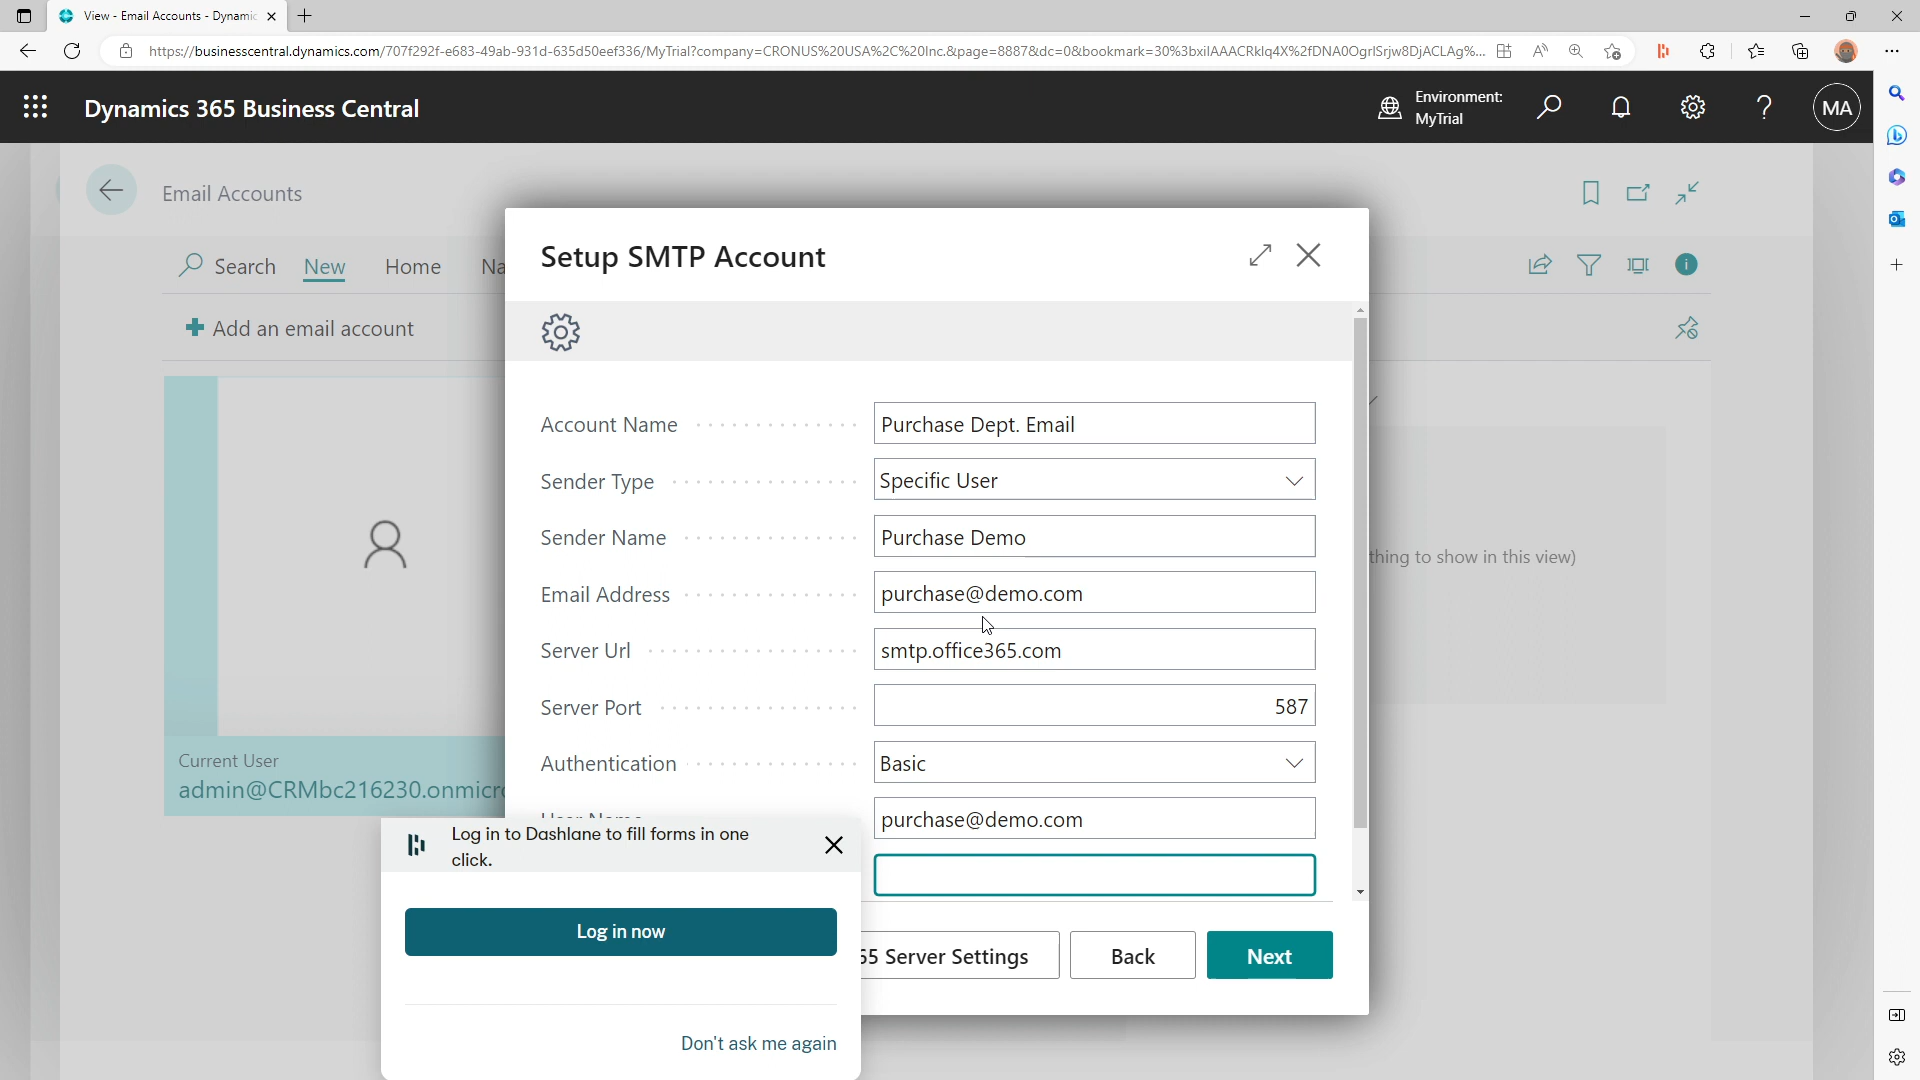 View - Email Accounts - Dynamic
https://businesscentral.dynamics.com/707f292f-e683-49ab-931d-635d50eef336/MyTrial?company=CRONUS%20USA%2C%20Inc.&page=8887&dc=0&bookmark=30%3bxiIAAACRkIq4X%2fDNA0OgrlSrjw8DjACLAg%...
Dynamics 365 Business Central
Environment:
MyTrial
MA
Email Accounts
Search
New
Home
Na
Add an email account
Current User
admin@CRMbc216230.onmicro
thing to show in this view)
Setup SMTP Account
Account Name
Purchase Dept. Email
Sender Type
Specific User
Sender Name
Purchase Demo
Email Address
purchase@demo.com
Server Url
smtp.office365.com
Server Port
587
Authentication
Basic
User Name
purchase@demo.com
65 Server Settings
Back
Next
Log in to Dashlane to fill forms in one
click.
Log in now
Don't ask me again